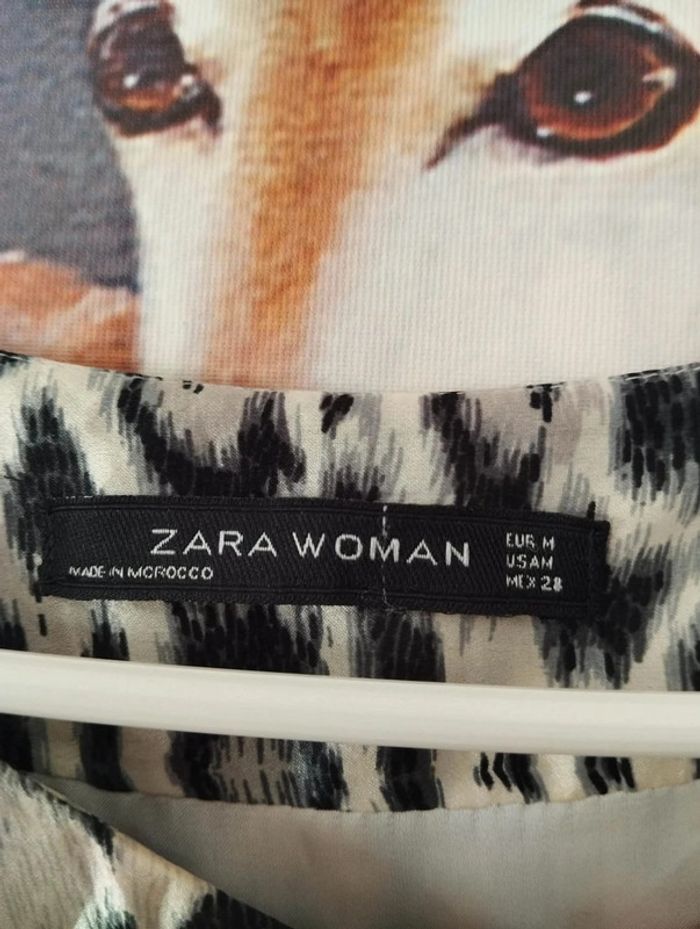 ZARA WOMAN
MADE IN MOROCCO
EUR M
USA M
MEX 28